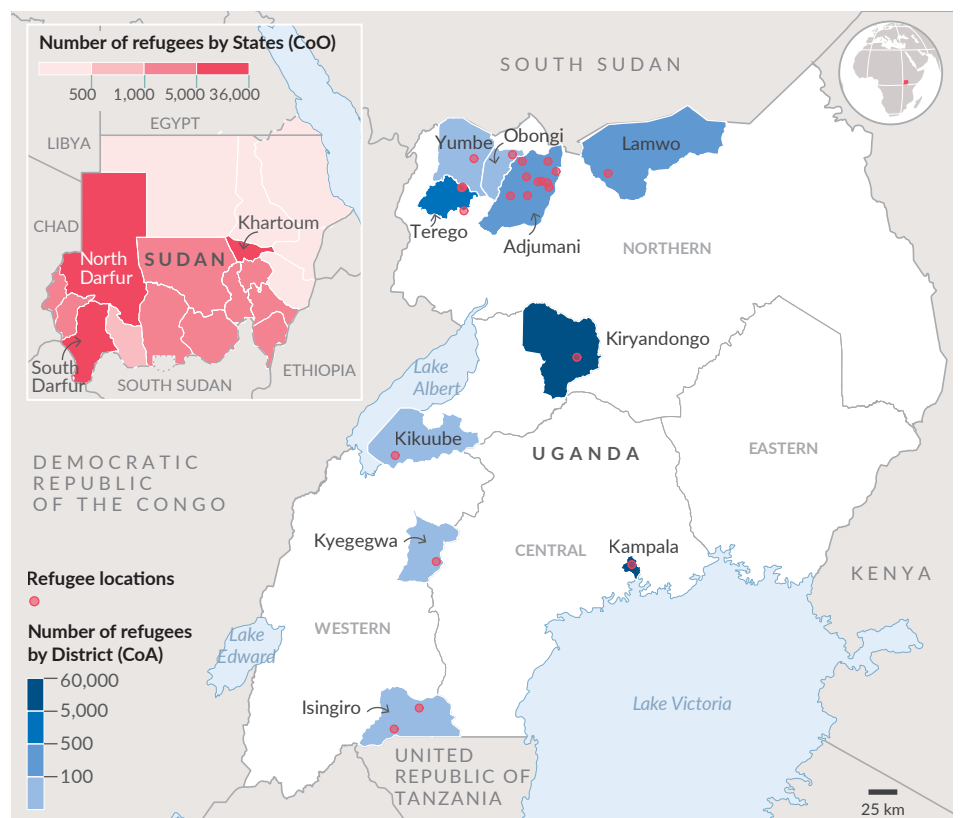 Number of refugees by States (CoO)
500 1,000 5,000 36,000
EGYPT
LIBYA
CHAD
Khartoum
North
Darfur
SUDAN
South
Darfur
SOUTH SUDAN
ETHIOPIA
SOUTH SUDAN
Yumbe
Obongi
Lamwo
Terego
Adjumani
NORTHERN
Kiryandongo
Lake
Albert
Kikuube
UGANDA
EASTERN
DEMOCRATIC
REPUBLIC
OF THE CONGO
Kyegegwa
CENTRAL
Kampala
KENYA
Refugee locations
Number of refugees
by District (CoA)
60,000
5,000
500
100
WESTERN
Lake
Edward
Isingiro
Lake Victoria
UNITED
REPUBLIC OF
TANZANIA
25 km